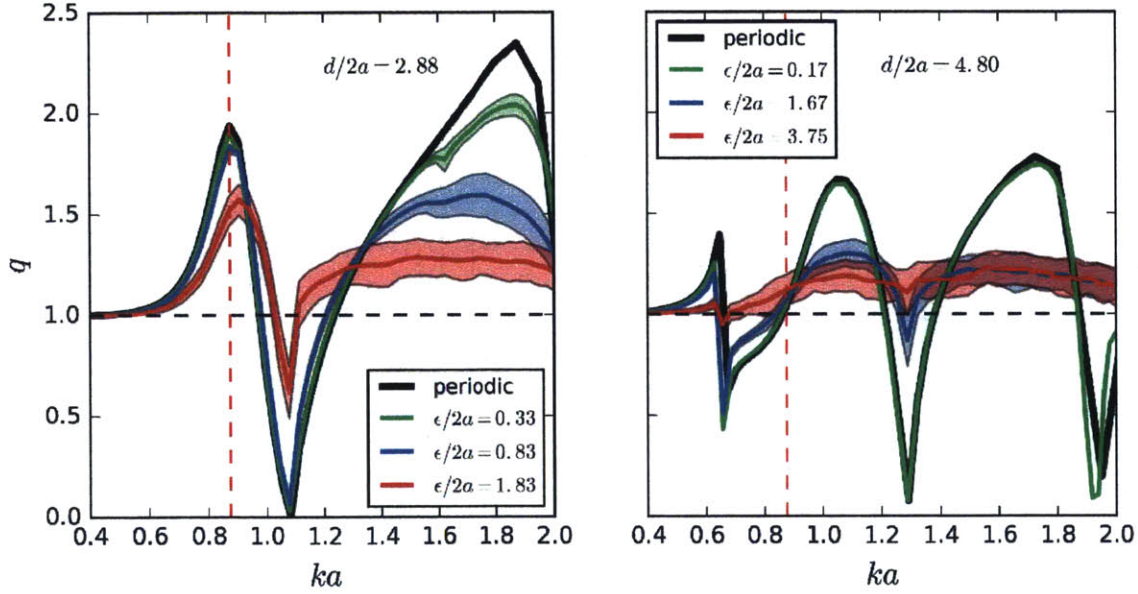 2.5
2.0
1.5
1.0
0.5
0.0
q
d/2a−2.88
periodic
ϵ/2a=0.33
ϵ/2a=0.83
ϵ/2a−1.83
0.4 0.6 0.8 1.0 1.2 1.4 1.6 1.8 2.0
ka
periodic
ϵ/2a=0.17
ϵ/2a 1.67
ϵ/2a 3.75
d/2a−4.80
0.4 0.6 0.8 1.0 1.2 1.4 1.6 1.8 2.0
ka